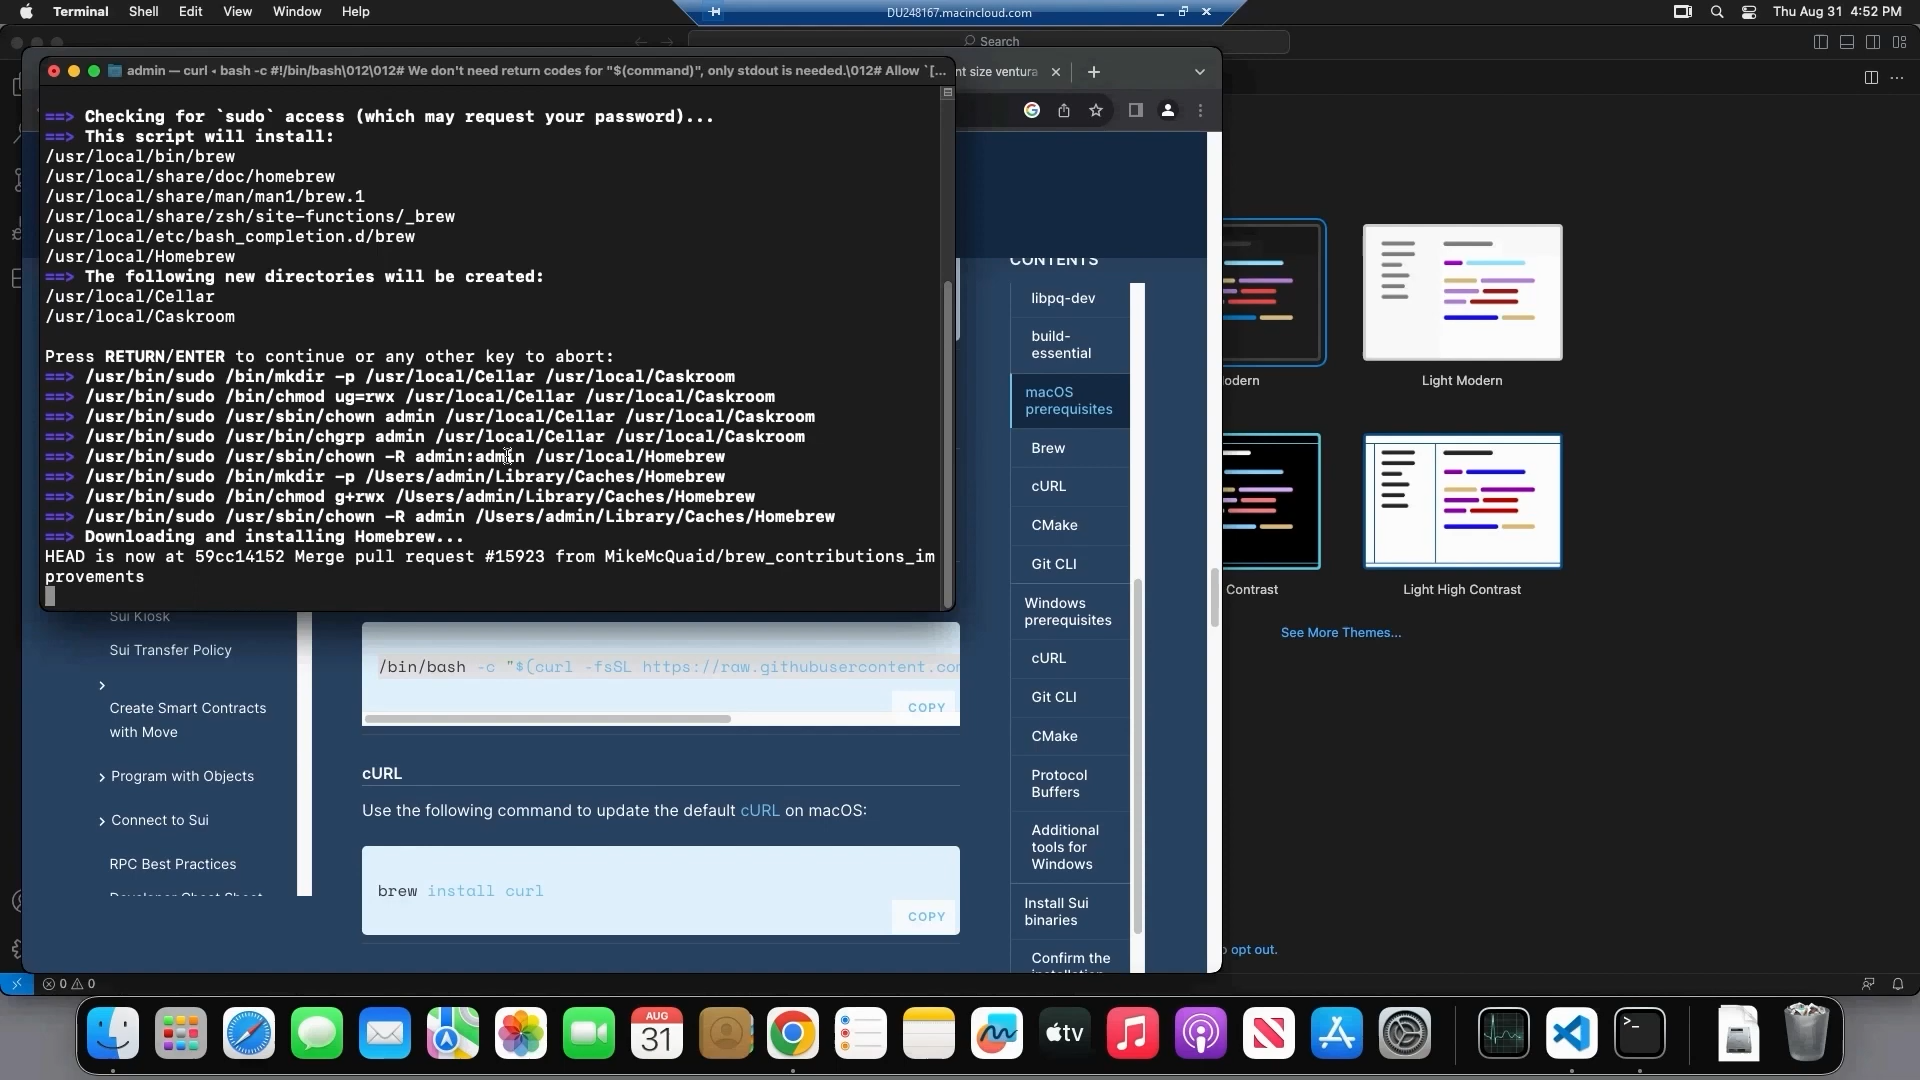 Terminal Shell Edit View Window Help
DU248167.macincloud.com
Thu Aug 31 4:52 PM
Search
admin — curl ◂ bash -c #!/bin/bash\012\012# We don't need return codes for "$(command)", only stdout is needed.\012# Allow `[...
nt size ventura
==> Checking for `sudo` access (which may request your password)...
==> This script will install:
/usr/local/bin/brew
/usr/local/share/doc/homebrew
/usr/local/share/man/man1/brew.1
/usr/local/share/zsh/site-functions/_brew
/usr/local/etc/bash_completion.d/brew
/usr/local/Homebrew
==> The following new directories will be created:
/usr/local/Cellar
/usr/local/Caskroom
Press RETURN/ENTER to continue or any other key to abort:
==> /usr/bin/sudo /bin/mkdir -p /usr/local/Cellar /usr/local/Caskroom
==> /usr/bin/sudo /bin/chmod ug=rwx /usr/local/Cellar /usr/local/Caskroom
==> /usr/bin/sudo /usr/sbin/chown admin /usr/local/Cellar /usr/local/Caskroom
==> /usr/bin/sudo /usr/bin/chgrp admin /usr/local/Cellar /usr/local/Caskroom
==> /usr/bin/sudo /usr/sbin/chown -R admin:admin /usr/local/Homebrew
==> /usr/bin/sudo /bin/mkdir -p /Users/admin/Library/Caches/Homebrew
==> /usr/bin/sudo /bin/chmod g+rwx /Users/admin/Library/Caches/Homebrew
==> /usr/bin/sudo /usr/sbin/chown -R admin /Users/admin/Library/Caches/Homebrew
==> Downloading and installing Homebrew...
HEAD is now at 59cc14152 Merge pull request #15923 from MikeMcQuaid/brew_contributions_im
provements
Sui Kiosk
Sui Transfer Policy
Create Smart Contracts
with Move
Program with Objects
Connect to Sui
RPC Best Practices
Developer Cheat Sheet
/bin/bash -c "$(curl -fsSL https://raw.githubusercontent.com
COPY
cURL
Use the following command to update the default cURL on macOS:
brew install curl
COPY
CONTENTS
libpq-dev
build-
essential
macOS
prerequisites
Brew
cURL
CMake
Git CLI
Windows
prerequisites
cURL
Git CLI
CMake
Protocol
Buffers
Additional
tools for
Windows
Install Sui
binaries
Confirm the
installation
odern
Light Modern
Contrast
Light High Contrast
See More Themes...
opt out.
0 0
AUG
31
tv